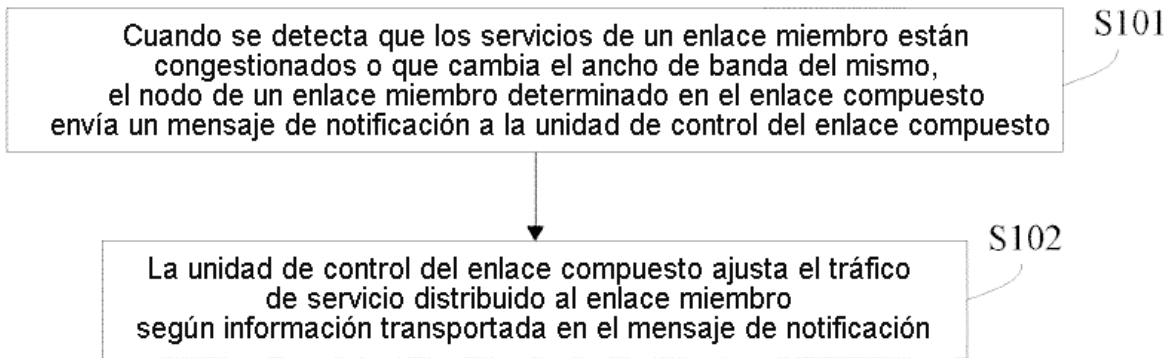 Cuando se detecta que los servicios de un enlace miembro están
congestionados o que cambia el ancho de banda del mismo,
el nodo de un enlace miembro determinado en el enlace compuesto
envía un mensaje de notificación a la unidad de control del enlace compuesto
S101
La unidad de control del enlace compuesto ajusta el tráfico
de servicio distribuido al enlace miembro
según información transportada en el mensaje de notificación
S102